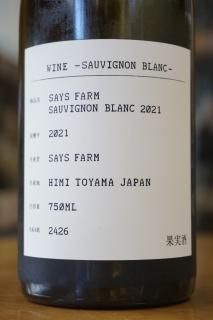 WINE -SAUVIGNON BLANC-
SAYS FARM
SAUVIGNON BLANC 2021
2021
SAYS FARM
HIMI TOYAMA JAPAN
750ML
2426
果実酒